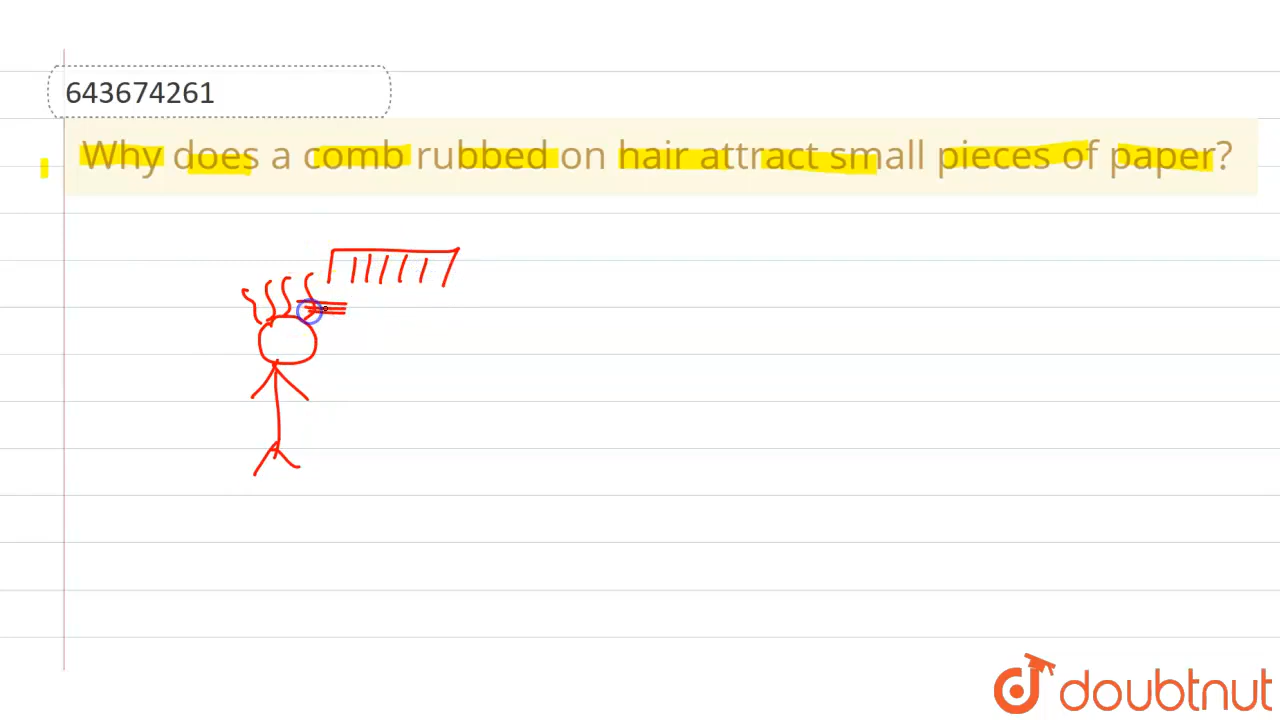 643674261
Why does a comb rubbed on hair attract small pieces of paper?
doubtnut